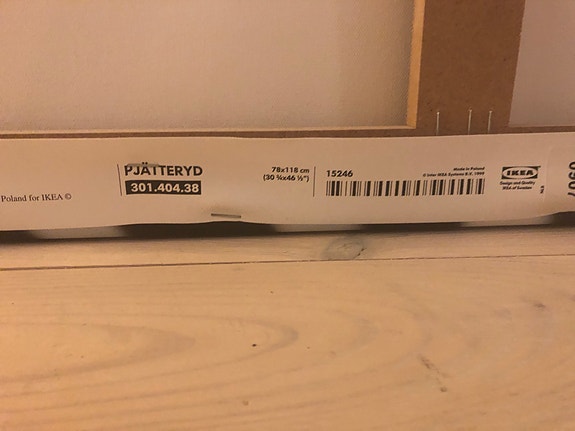 Poland for IKEA ©
PJÄTTERYD
301.404.38
78x118 cm
(30 ¾x46 ½")
15246
Made in Poland
© Inter IKEA Systems B.V. 1999
IKEA
Design and Quality
IKEA of Sweden
0907